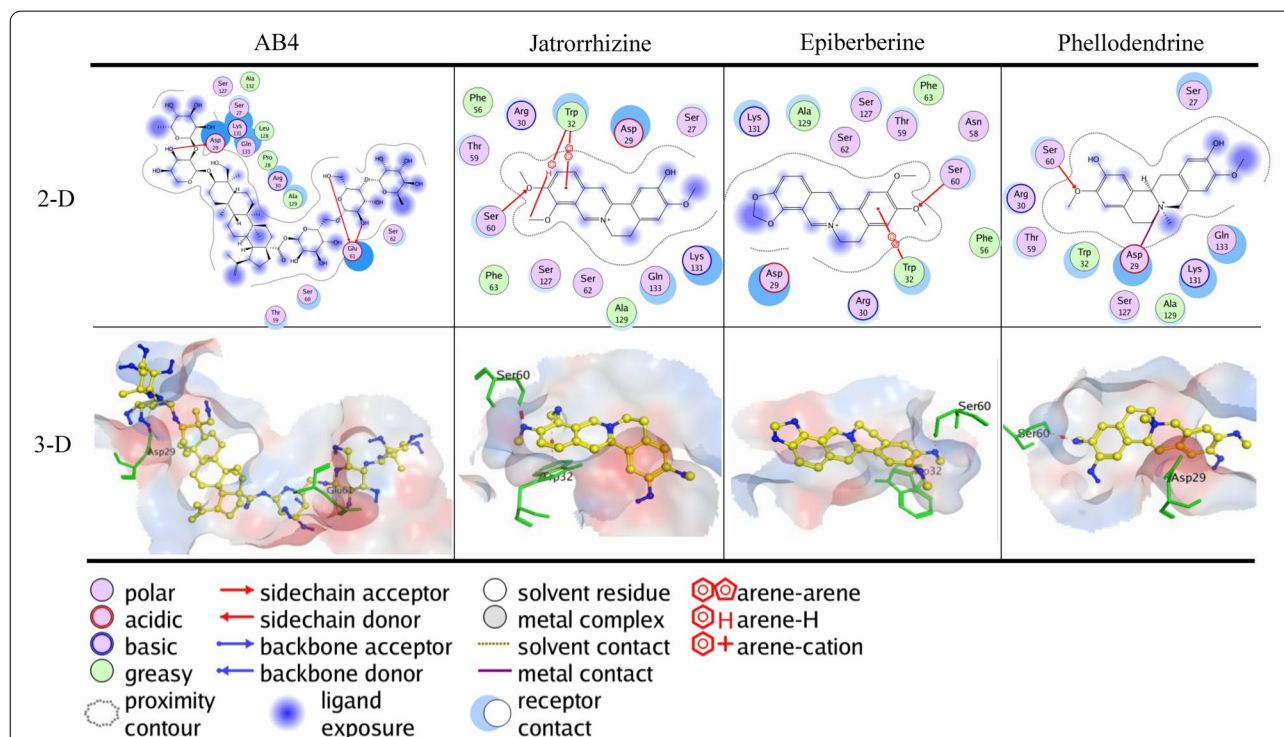 AB4 Jatrorrhizine Epiberberine Phellodendrine
2-D
Ser 127
Ala 132
Ser 27
Lys 131
Leu 128
Asp 29
Gln 133
Pro 28
Arg 30
Ala 129
Ser 62
Glu 61
Ser 60
Thr 59
Phe 56
Arg 30
Trp 32
Asp 29
Ser 27
Thr 59
H
OH
N+
Ser 60
Lys 131
Phe 63
Ser 127
Ser 62
Gln 133
Ala 129
Lys 131
Ala 129
Ser 127
Phe 63
Ser 62
Thr 59
Asn 58
Ser 60
N+
Phe 56
Asp 29
Trp 32
Arg 30
Ser 27
Ser 60
HO
OH
H
Arg 30
Thr 59
Gln 133
Trp 32
Asp 29
Lys 131
Ser 127
Ala 129
3-D
Asp29
Glu61
Ser60
Trp32
Ser60
Ser60
Asp29
polar sidechain acceptor solvent residue arene-arene
acidic sidechain donor metal complex H arene-H
basic backbone acceptor solvent contact + arene-cation
greasy backbone donor metal contact
proximity ligand receptor
contour exposure contact